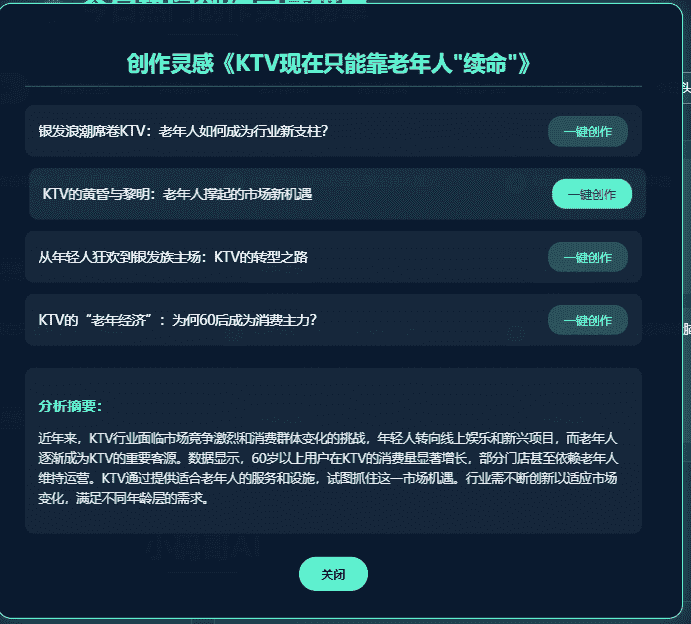 创作灵感《KTV现在只能靠老年人"续命"》
银发浪潮席卷KTV：老年人如何成为行业新支柱？
一键创作
KTV的黄昏与黎明：老年人撑起的市场新机遇
一键创作
从年轻人狂欢到银发族主场：KTV的转型之路
一键创作
KTV的“老年经济”：为何60后成为消费主力？
一键创作
分析摘要：
近年来，KTV行业面临市场竞争激烈和消费群体变化的挑战，年轻人转向线上娱乐和新兴项目，而老年人
逐渐成为KTV的重要客源。数据显示，60岁以上用户在KTV的消费量显著增长，部分门店甚至依赖老年人
维持运营。KTV通过提供适合老年人的服务和设施，试图抓住这一市场机遇。行业需不断创新以适应市场
变化，满足不同年龄层的需求。
关闭